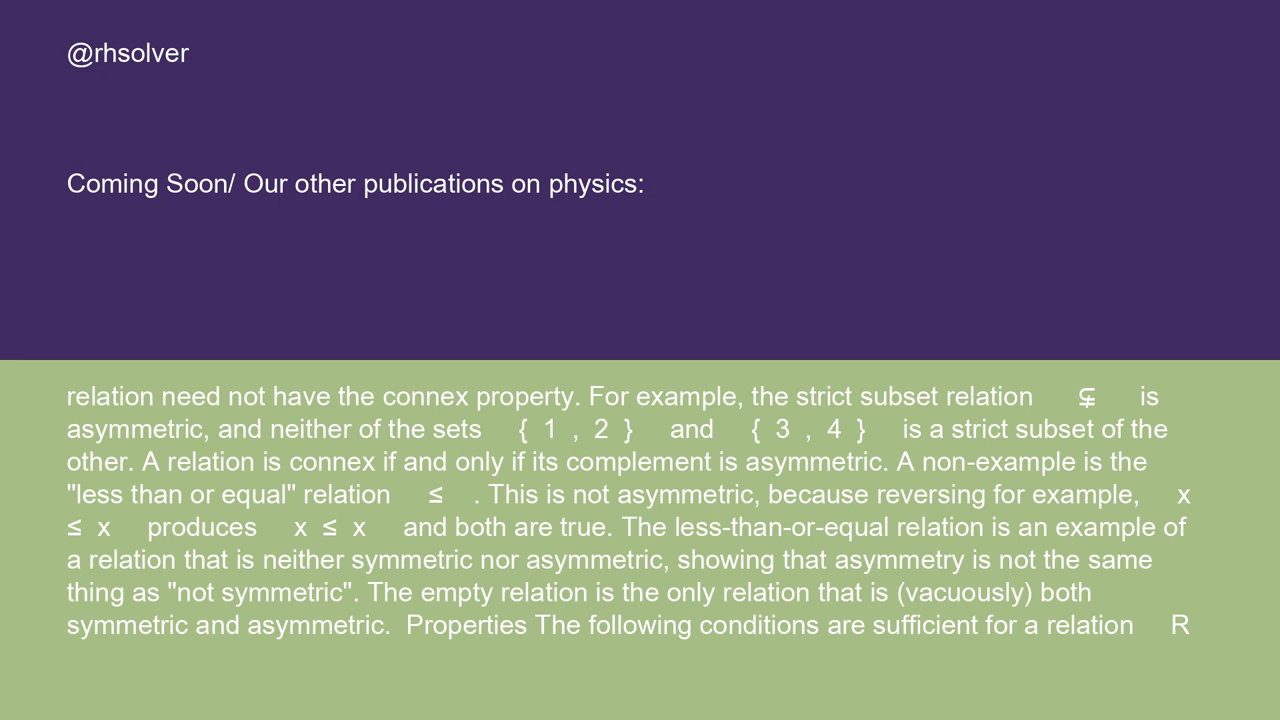 @rhsolver
Coming Soon/ Our other publications on physics:
relation need not have the connex property. For example, the strict subset relation ⊊ is
asymmetric, and neither of the sets { 1 , 2 } and { 3 , 4 } is a strict subset of the
other. A relation is connex if and only if its complement is asymmetric. A non-example is the
"less than or equal" relation ≤ . This is not asymmetric, because reversing for example, x
≤ x produces x ≤ x and both are true. The less-than-or-equal relation is an example of
a relation that is neither symmetric nor asymmetric, showing that asymmetry is not the same
thing as "not symmetric". The empty relation is the only relation that is (vacuously) both
symmetric and asymmetric. Properties The following conditions are sufficient for a relation R